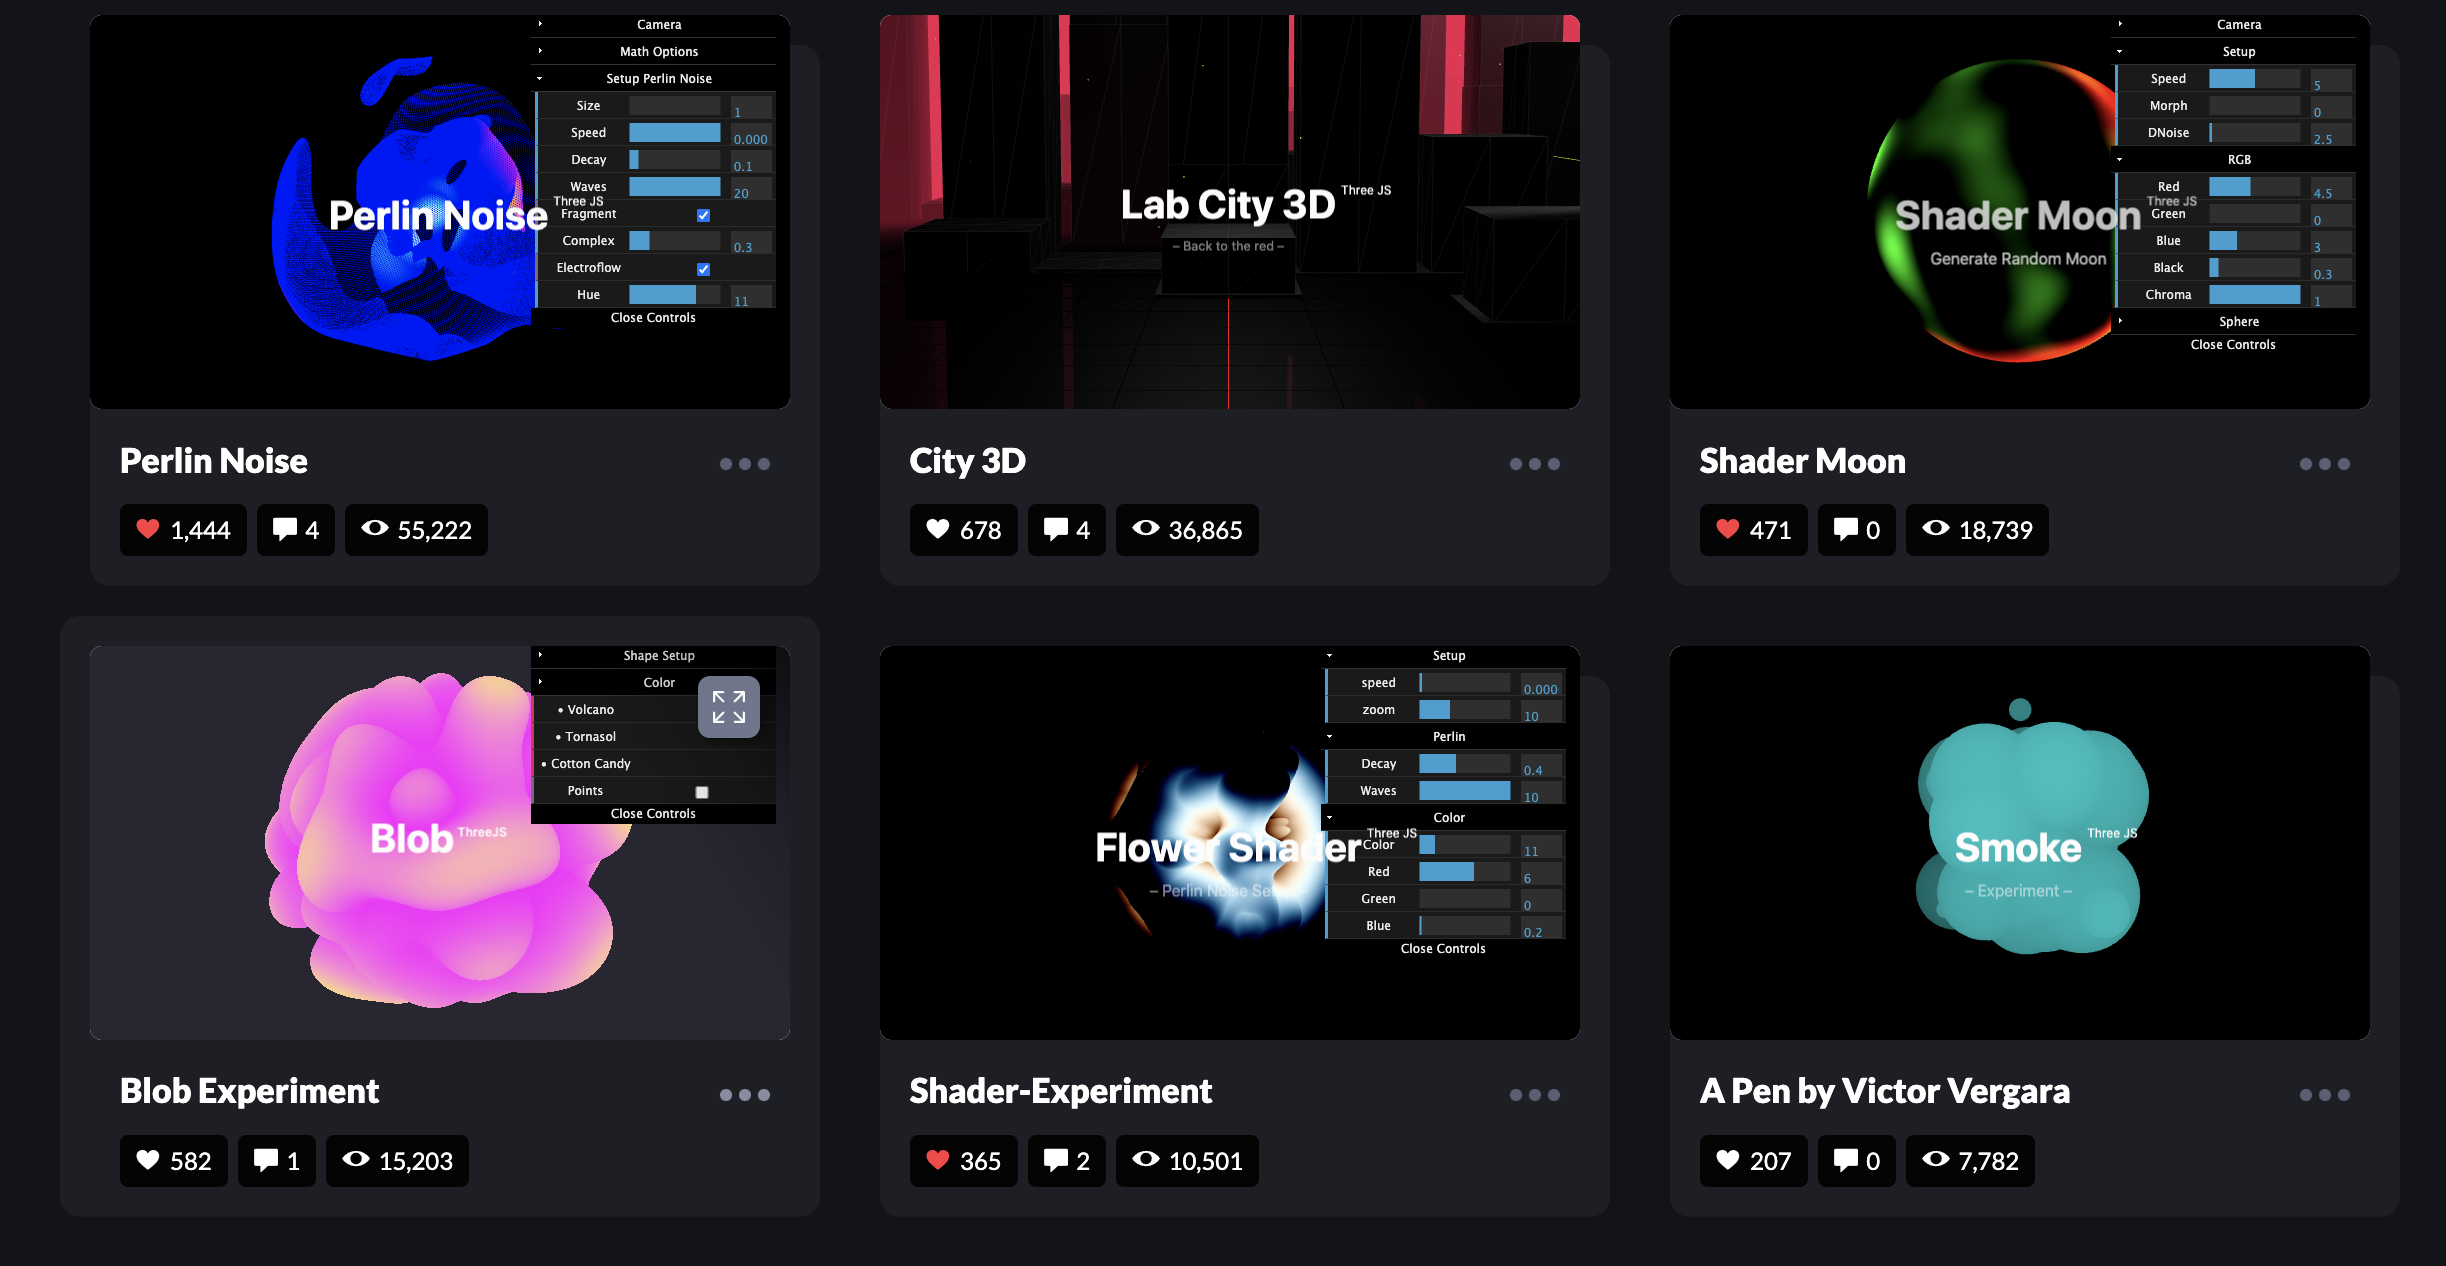 Camera
Math Options
Setup Perlin Noise
Size 1
Speed 0.000
Decay 0.1
Waves 20
Perlin Noise Three JS
Fragment
Complex 0.3
Electroflow
Hue 11
Close Controls
Perlin Noise
1,444 4 55,222
Lab City 3D Three JS
– Back to the red –
City 3D
678 4 36,865
Camera
Setup
Speed 5
Morph 0
DNoise 2.5
RGB
Red 4.5
Shader Moon Three JS
Green 0
Blue 3
Generate Random Moon
Black 0.3
Chroma 1
Sphere
Close Controls
Shader Moon
471 0 18,739
Shape Setup
Color
• Volcano
• Tornasol
• Cotton Candy
Points
Close Controls
Blob ThreeJS
Blob Experiment
582 1 15,203
Setup
speed 0.000
zoom 10
Perlin
Decay 0.4
Waves 10
Color
Flower Shader Three JS
Color 11
Red 6
– Perlin Noise
Green 0
Blue 0.2
Close Controls
Shader-Experiment
365 2 10,501
Smoke Three JS
– Experiment –
A Pen by Victor Vergara
207 0 7,782